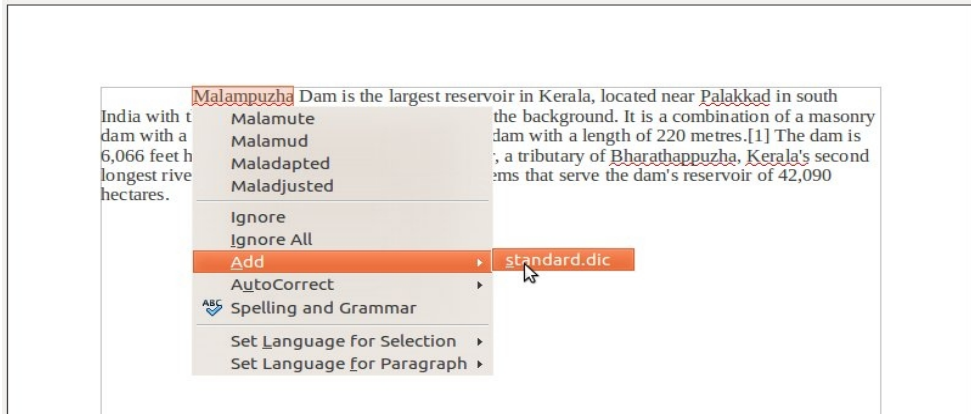 Malampuzha Dam is the largest reservoir in Kerala, located near Palakkad in south
India with t the background. It is a combination of a masonry
dam with a dam with a length of 220 metres.[1] The dam is
6,066 feet h , a tributary of Bharathappuzha, Kerala's second
longest rive ems that serve the dam's reservoir of 42,090
hectares.
Malamute
Malamud
Maladapted
Maladjusted
Ignore
Ignore All
Add
standard.dic
AutoCorrect
ABC Spelling and Grammar
Set Language for Selection
Set Language for Paragraph